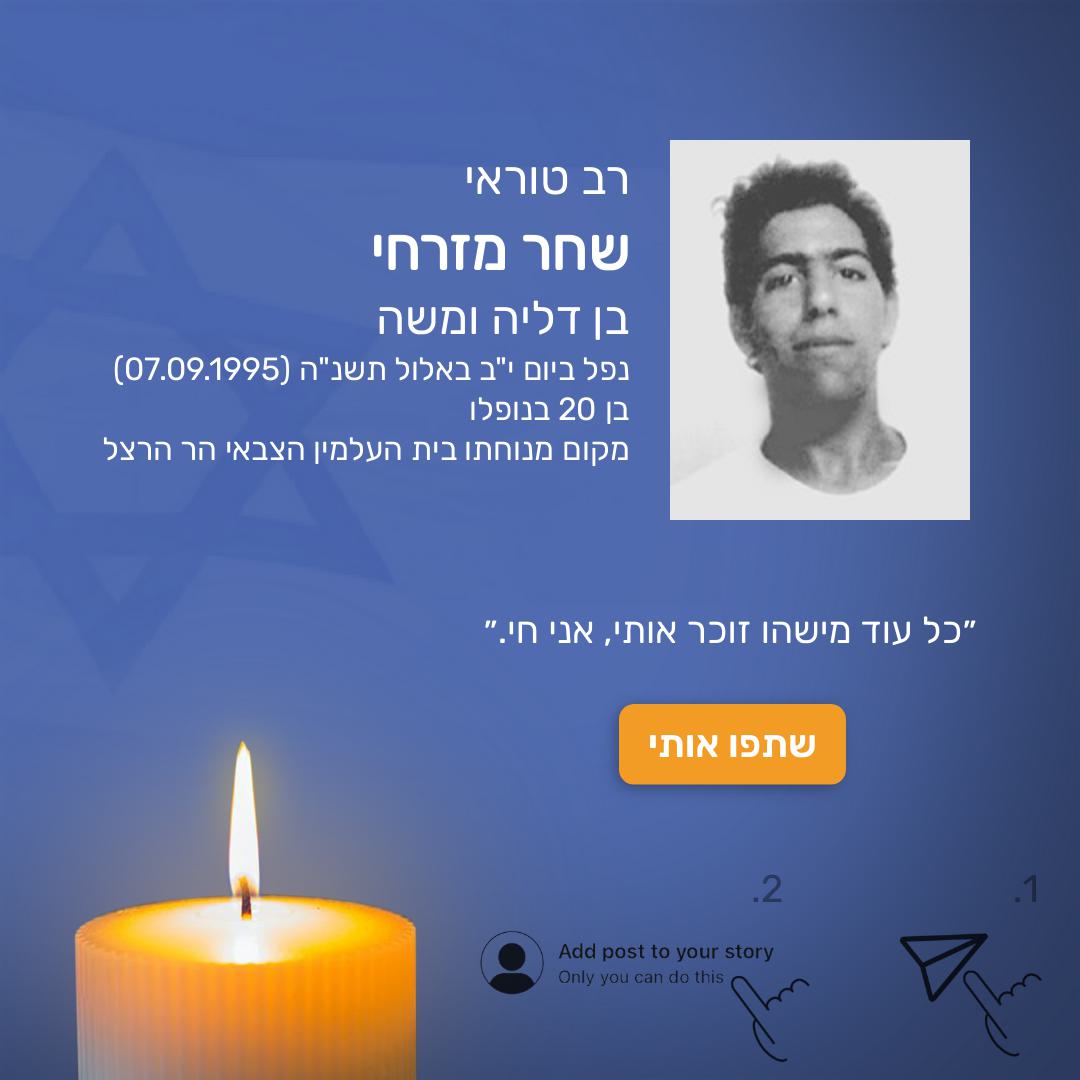 רב טוראי
שחר מזרחי
בן דליה ומשה
נפל ביום י"ב באלול תשנ"ה (07.09.1995)
בן 20 בנופלו
מקום מנוחתו בית העלמין הצבאי הר הרצל
״כל עוד מישהו זוכר אותי, אני חי.״
שתפו אותי
1.
2.
Add post to your story
Only you can do this